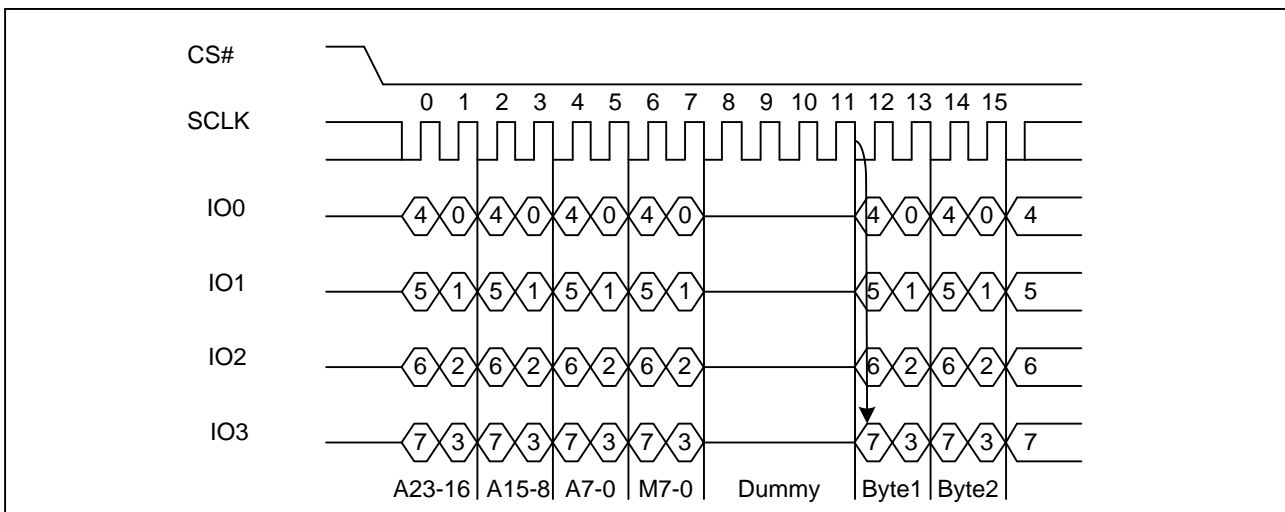 CS#
0 1 2 3 4 5 6 7 8 9 10 11 12 13 14 15
SCLK
IO0 4 0 4 0 4 0 4 0 4 0 4 0 4
IO1 5 1 5 1 5 1 5 1 5 1 5 1 5
IO2 6 2 6 2 6 2 6 2 6 2 6 2 6
IO3 7 3 7 3 7 3 7 3 7 3 7 3 7
A23-16 A15-8 A7-0 M7-0 Dummy Byte1 Byte2